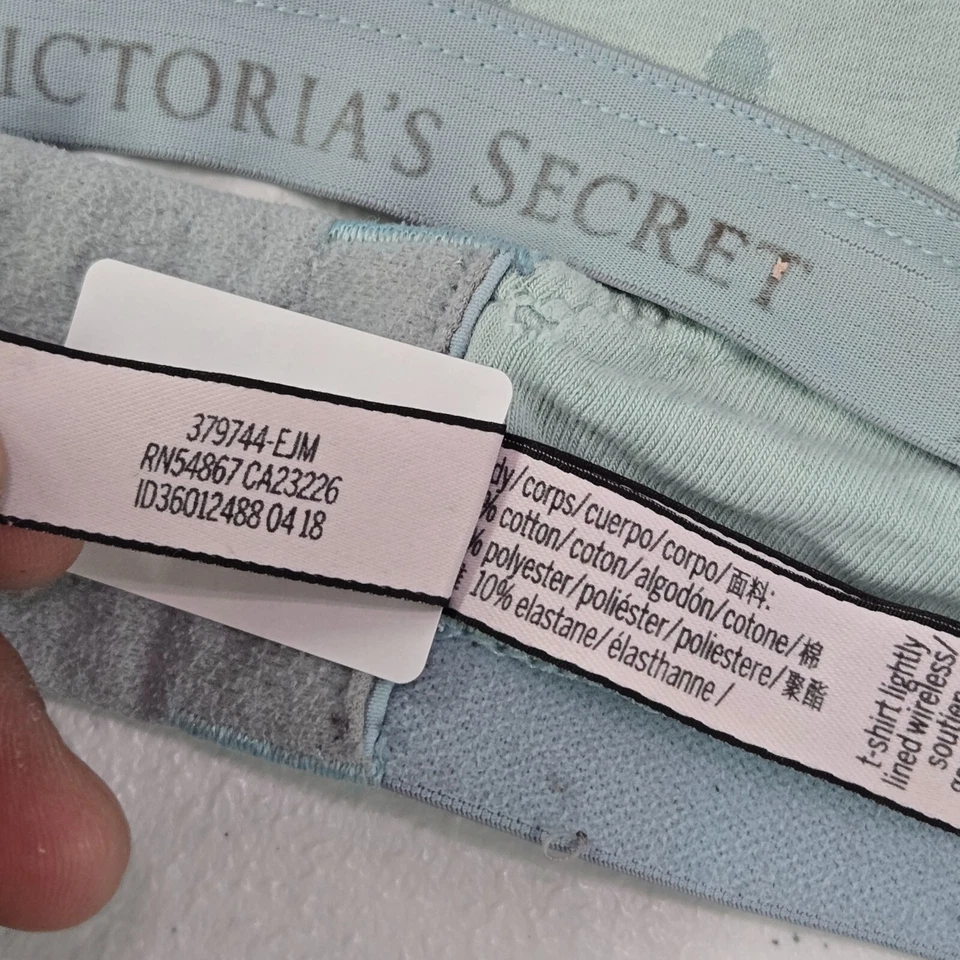 ICTORIA'S SECRET
379744-EJM
RN54867 CA23226
ID36012488 04 18
dy/corps/cuerpo/corpo/面料:
% cotton/coton/algodón/cotone/棉
% polyester/poliéster/poliestere/聚酯
10% elastane/élasthanne/
t-shirt lightly
lined wireless/
soutien